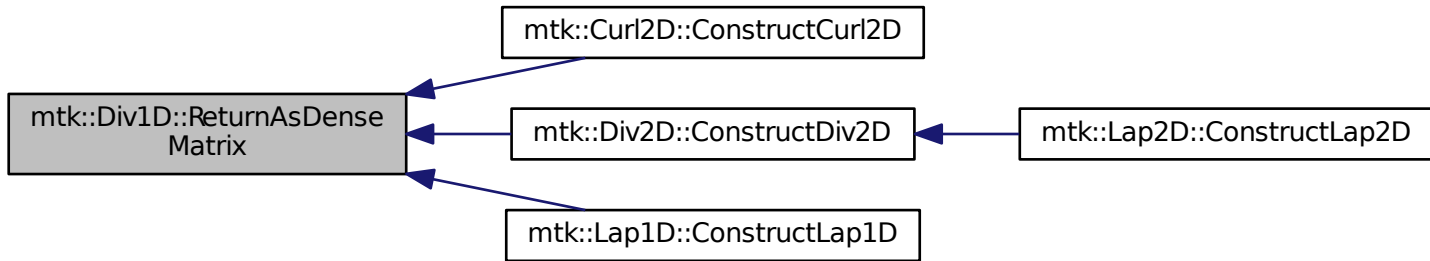 mtk::Div1D::ReturnAsDense
Matrix
mtk::Curl2D::ConstructCurl2D
mtk::Div2D::ConstructDiv2D
mtk::Lap2D::ConstructLap2D
mtk::Lap1D::ConstructLap1D